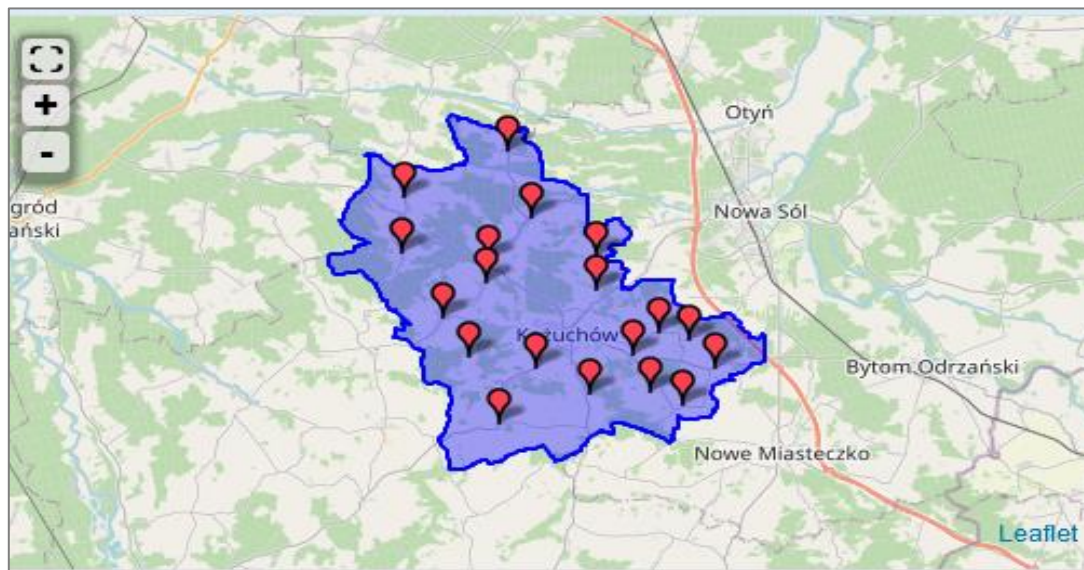 +
-
Otyń
Nowa Sól
gród
ański
Kożuchów
Bytom Odrzański
Nowe Miasteczko
Leaflet